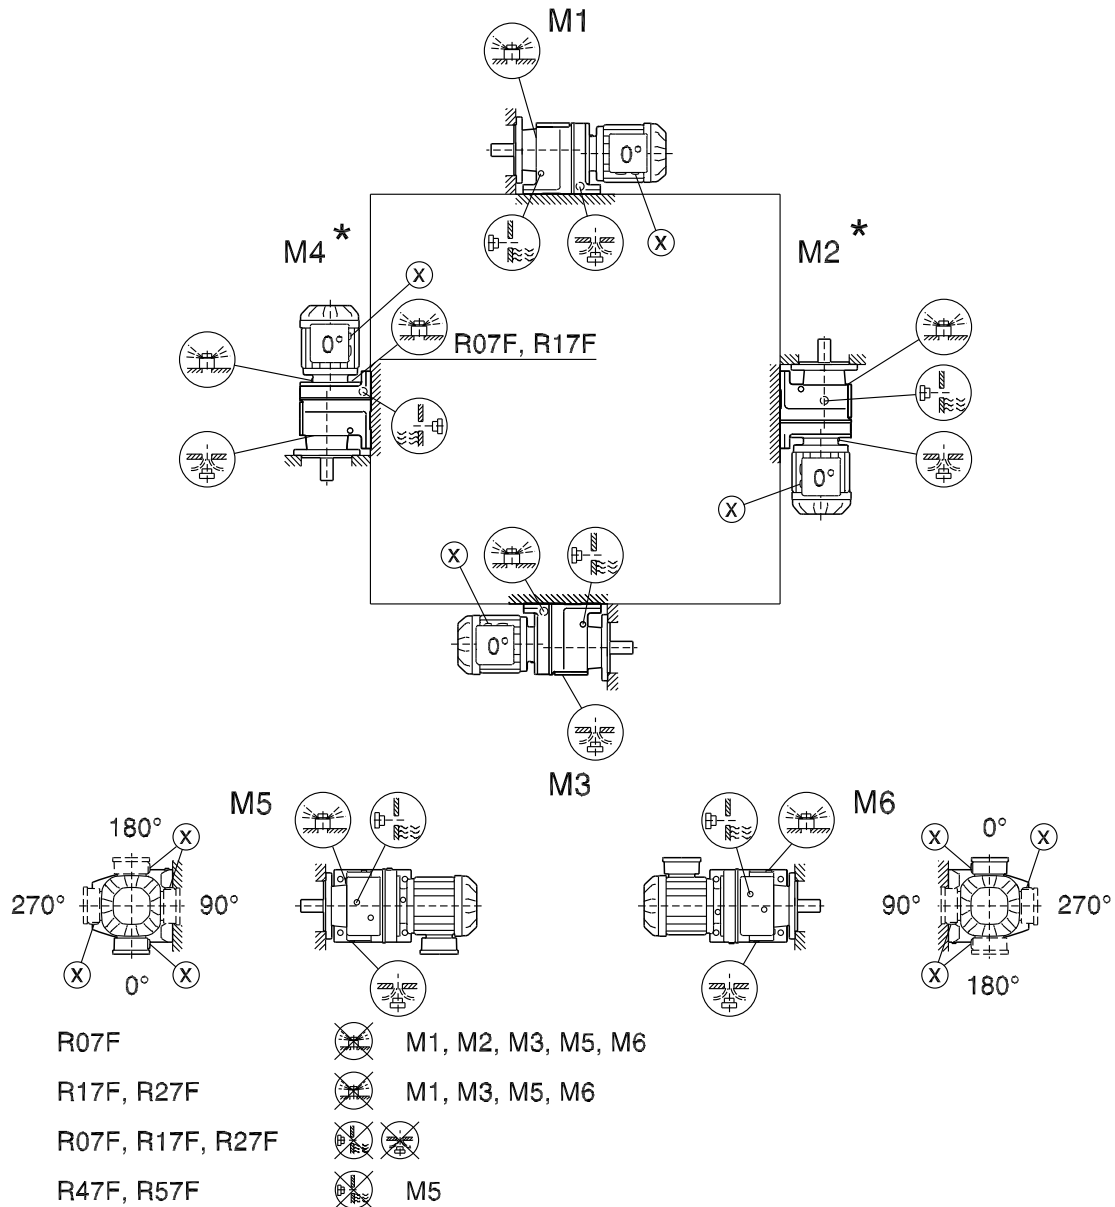 M1
0°
X
M4 *
M2 *
X
0°
R07F, R17F
0°
X
X
0°
M3
M5
M6
180°
X
0°
X
X
270°
90°
90°
270°
X
0°
X
X
180°
R07F
M1, M2, M3, M5, M6
R17F, R27F
M1, M3, M5, M6
R07F, R17F, R27F
R47F, R57F
M5